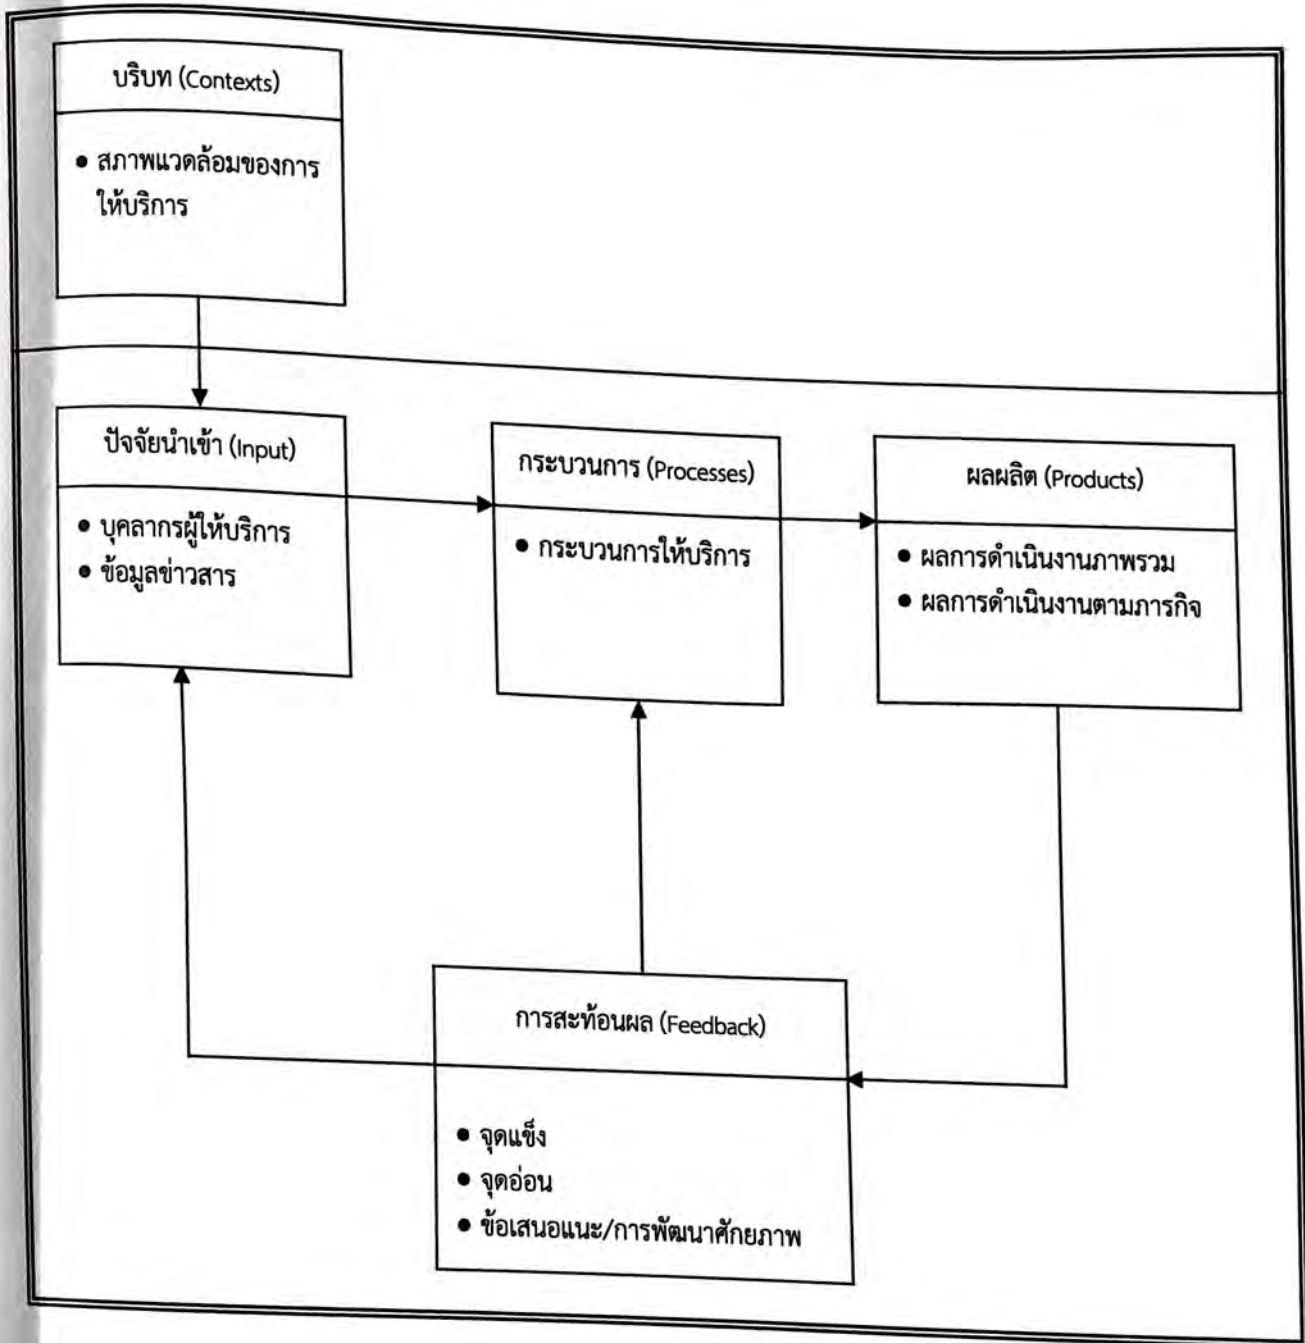 บริบท (Contexts)
● สภาพแวดล้อมของการ
ให้บริการ
ปัจจัยนำเข้า (Input)
● บุคลากรผู้ให้บริการ
● ข้อมูลข่าวสาร
กระบวนการ (Processes)
● กระบวนการให้บริการ
ผลผลิต (Products)
● ผลการดำเนินงานภาพรวม
● ผลการดำเนินงานตามภารกิจ
การสะท้อนผล (Feedback)
● จุดแข็ง
● จุดอ่อน
● ข้อเสนอแนะ/การพัฒนาศักยภาพ